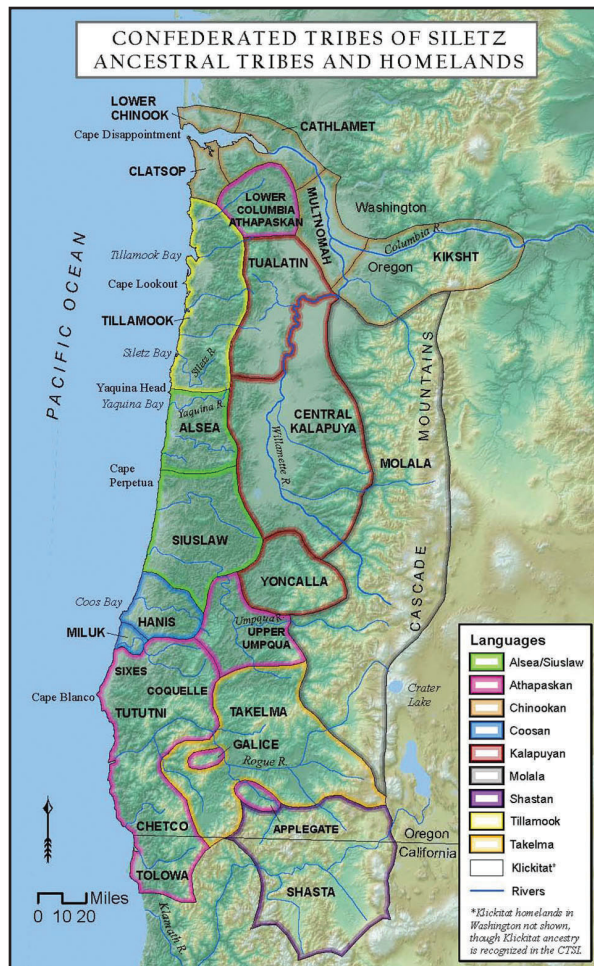 CONFEDERATED TRIBES OF SILETZ
ANCESTRAL TRIBES AND HOMELANDS
LOWER
CHINOOK
CATHLAMET
Cape Disappointment
CLATSOP
LOWER
COLUMBIA
ATHAPASKAN
MULTNOMAH
Washington
Columbia R.
Oregon
KIKSHT
TUALATIN
PACIFIC OCEAN
Tillamook Bay
Cape Lookout
TILLAMOOK
Siletz Bay
Siletz R.
Yaquina Head
Yaquina Bay
Yaquina R.
ALSEA
CENTRAL
KALAPUYA
Willamette R.
MOLALA
CASCADE MOUNTAINS
Cape
Perpetua
SIUSLAW
YONCALLA
Coos Bay
HANIS
MILUK
Umpqua R.
UPPER
UMPQUA
SIXES
COQUELLE
Cape Blanco
TUTUTNI
TAKELMA
GALICE
Rogue R.
Crater
Lake
CHETCO
APPLEGATE
Oregon
California
TOLOWA
SHASTA
Klamath R.
Miles
0 10 20
Languages
Alsea/Siuslaw
Athapaskan
Chinookan
Coosan
Kalapuyan
Molala
Shastan
Tillamook
Takelma
Klickitat*
Rivers
*Klickitat homelands in
Washington not shown,
though Klickitat ancestry
is recognized in the CTSI.